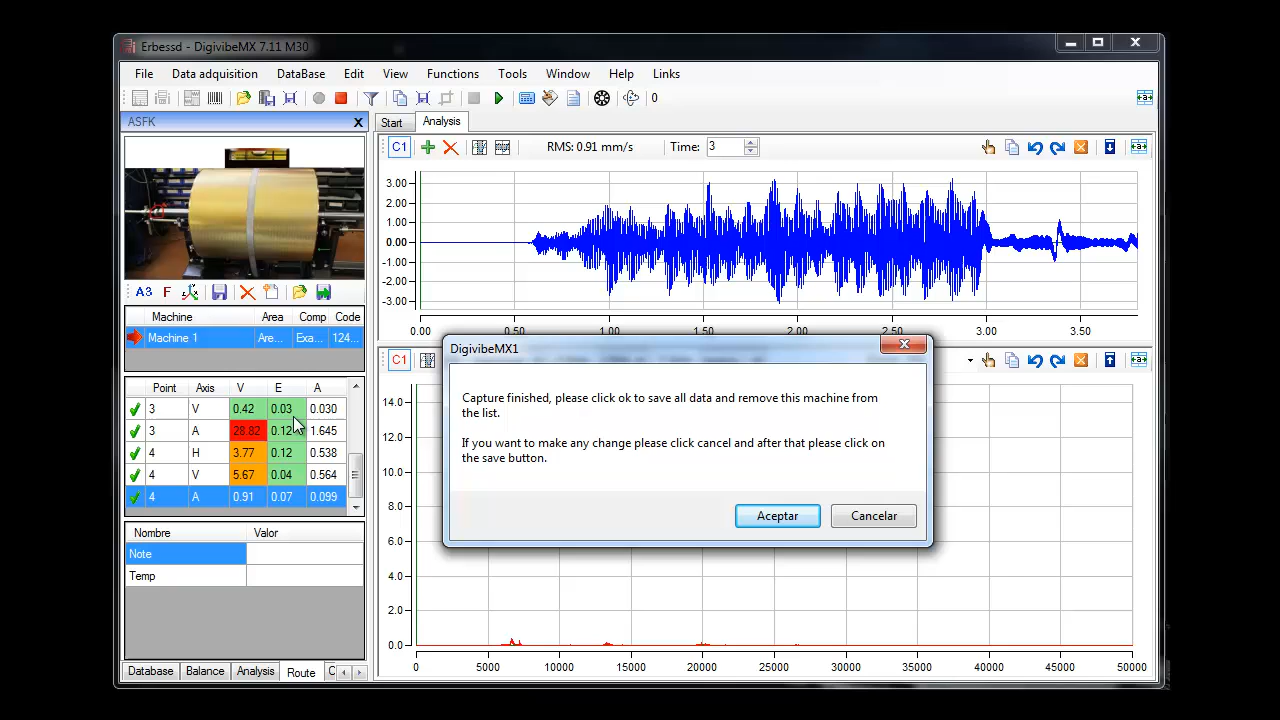 Erbessd - DigivibeMX 7.11 M30
File Data adquisition DataBase Edit View Functions Tools Window Help Links
0
ASFK
Start Analysis
C1 RMS: 0.91 mm/s Time: 3
3.00
2.00
1.00
0.00
-1.00
-2.00
-3.00
0.00 0.50 1.00 1.50 2.00 2.50 3.00 3.50
A3 F
Machine Area Comp Code
Machine 1 Are... Exa... 124...
Point Axis V E A
3 V 0.42 0.03 0.030
3 A 28.82 0.12 1.645
4 H 3.77 0.12 0.538
4 V 5.67 0.04 0.564
4 A 0.91 0.07 0.099
Nombre Valor
Note
Temp
Database Balance Analysis Route
C1
DigivibeMX1
Capture finished, please click ok to save all data and remove this machine from
the list.
If you want to make any change please click cancel and after that please click on
the save button.
Aceptar Cancelar
14.0
12.0
10.0
8.0
6.0
4.0
2.0
0.0
0 5000 10000 15000 20000 25000 30000 35000 40000 50000